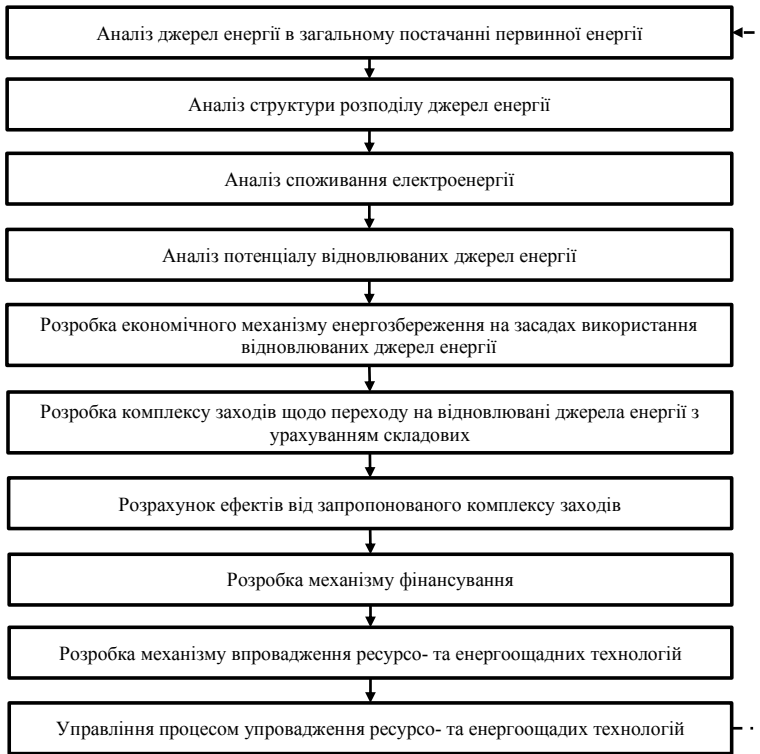 Аналіз джерел енергії в загальному постачанні первинної енергії
Аналіз структури розподілу джерел енергії
Аналіз споживання електроенергії
Аналіз потенціалу відновлюваних джерел енергії
Розробка економічного механізму енергозбереження на засадах використання
відновлюваних джерел енергії
Розробка комплексу заходів щодо переходу на відновлювані джерела енергії з
урахуванням складових
Розрахунок ефектів від запропонованого комплексу заходів
Розробка механізму фінансування
Розробка механізму впровадження ресурсо- та енергоощадних технологій
Управління процесом упровадження ресурсо- та енергоощадих технологій